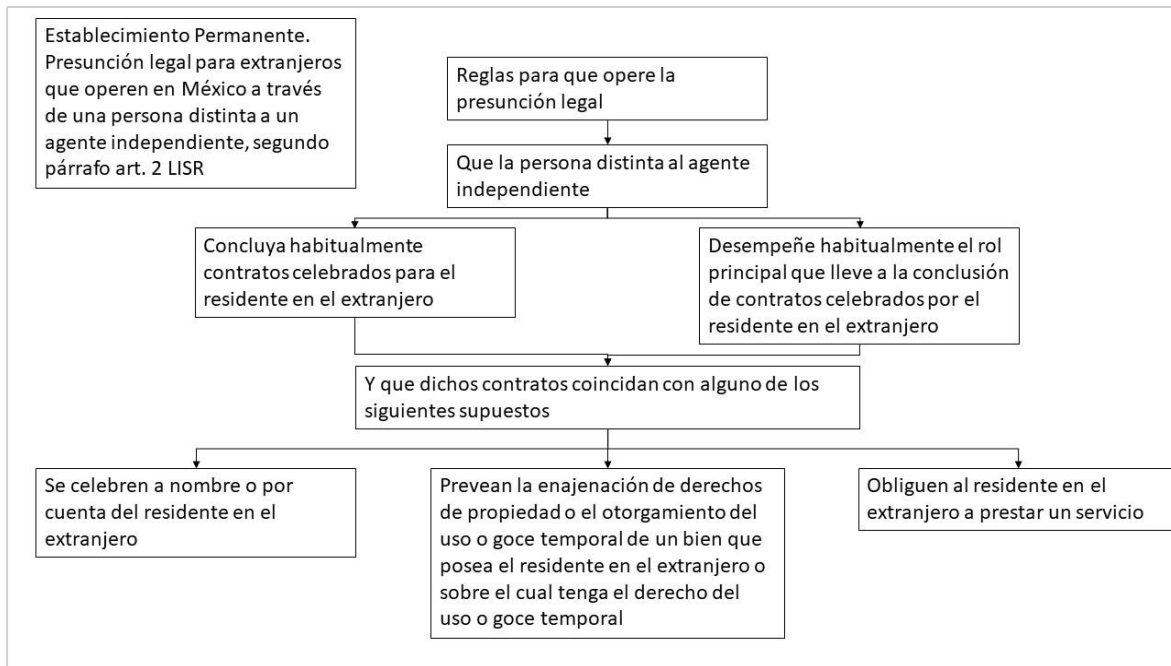 Establecimiento Permanente.
Presunción legal para extranjeros
que operen en México a través
de una persona distinta a un
agente independiente, segundo
párrafo art. 2 LISR
Reglas para que opere la
presunción legal
Que la persona distinta al agente
independiente
Concluya habitualmente
contratos celebrados para el
residente en el extranjero
Desempeñe habitualmente el rol
principal que lleve a la conclusión
de contratos celebrados por el
residente en el extranjero
Y que dichos contratos coincidan con alguno de los
siguientes supuestos
Se celebren a nombre o por
cuenta del residente en el
extranjero
Prevean la enajenación de derechos
de propiedad o el otorgamiento del
uso o goce temporal de un bien que
posea el residente en el extranjero o
sobre el cual tenga el derecho del
uso o goce temporal
Obliguen al residente en el
extranjero a prestar un servicio